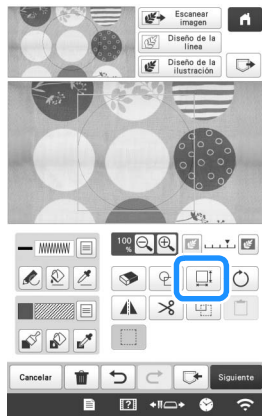 Escanear
imagen
Diseño de la
línea
Diseño de la
ilustración
100
%
Cancelar
Siguiente